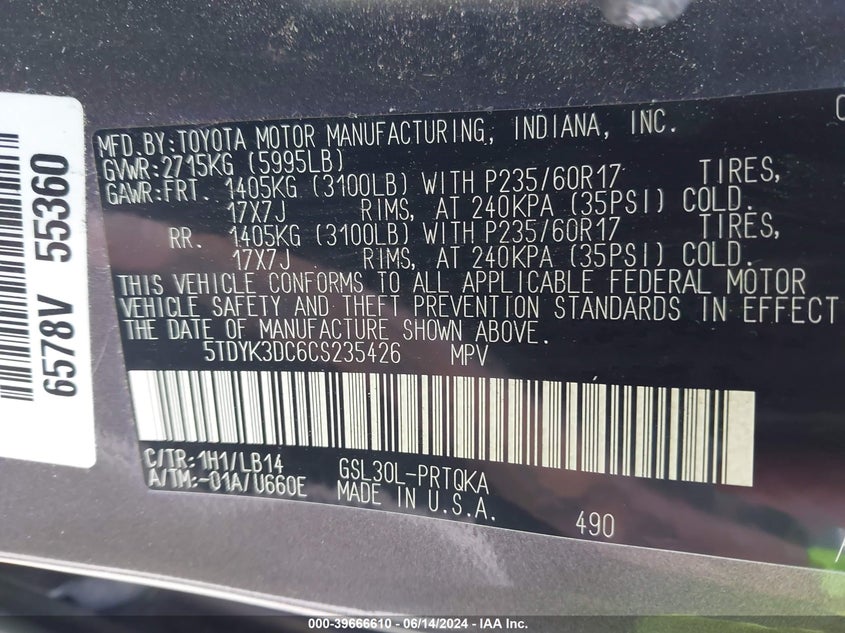 MFD.BY:TOYOTA MOTOR MANUFACTURING, INDIANA, INC.
GVWR:2715KG (5995LB)
GAWR:FRT. 1405KG (3100LB) WITH P235/60R17 TIRES,
17X7J RIMS, AT 240KPA (35PSI) COLD.
RR. 1405KG (3100LB) WITH P235/60R17 TIRES,
17X7J RIMS, AT 240KPA (35PSI) COLD.
THIS VEHICLE CONFORMS TO ALL APPLICABLE FEDERAL MOTOR
VEHICLE SAFETY AND THEFT PREVENTION STANDARDS IN EFFECT
THE DATE OF MANUFACTURE SHOWN ABOVE.
5TDYK3DC6CS235426 MPV
C/TR:1H1/LB14 GSL30L-PRTQKA
A/TM:-01A/U660E MADE IN U.S.A.
490
6578V 55360
000-39666610 - 06/14/2024 - IAA Inc.